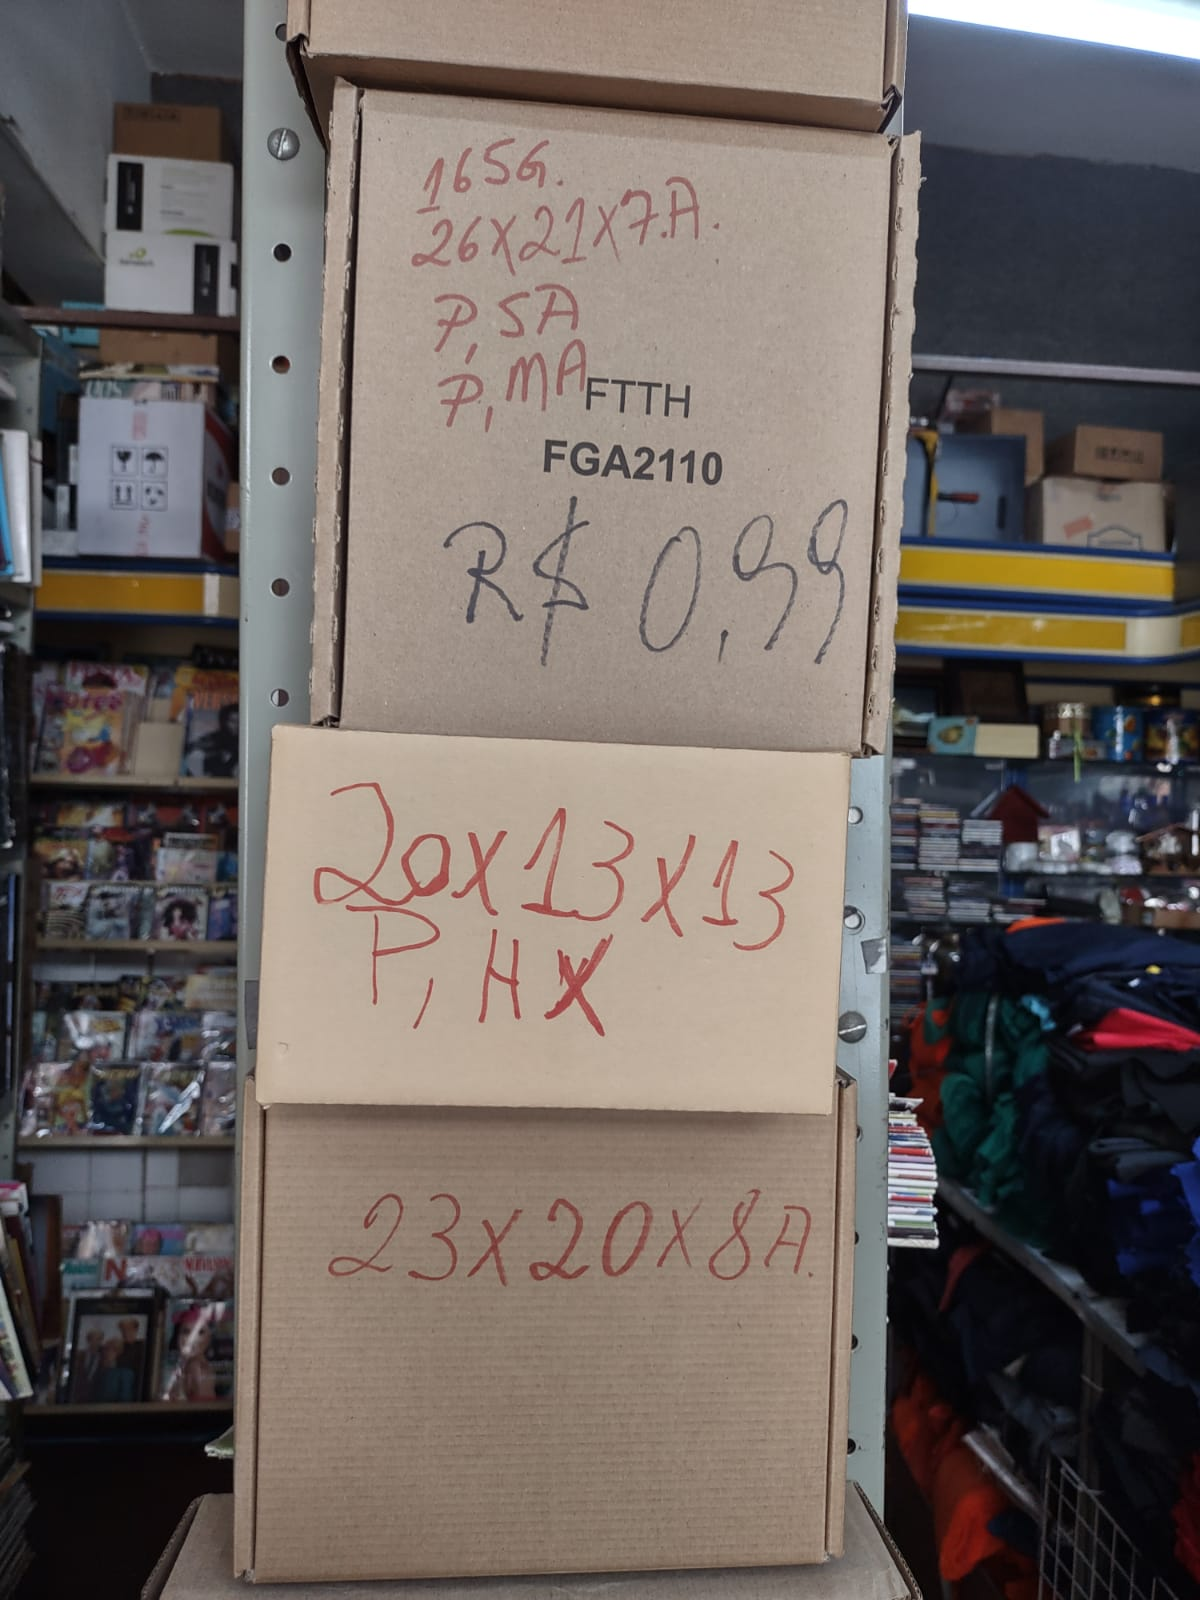 165G.
26X21X7.A.
P, SA
P, MA
FTTH
FGA2110
R$ 0,99
20X13X13
P, HX
23X20X8A.